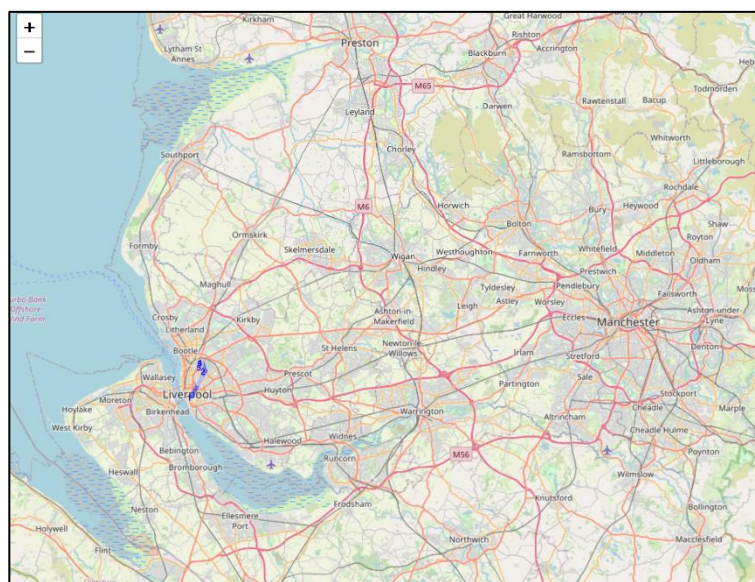 +
−
Lytham St
Annes
Kirkham
Preston
Great Harwood
Rishton
Blackburn
Accrington
M65
Leyland
Darwen
Rawtenstall
Bacup
Todmorden
Chorley
Whitworth
Southport
Ramsbottom
Littleborough
Rochdale
M6
Horwich
Bolton
Bury
Heywood
Shaw
Royton
Formby
Ormskirk
Skelmersdale
Wigan
Westhoughton
Farnworth
Whitefield
Middleton
Oldham
Hindley
Prestwich
Maghull
Tyldesley
Pendlebury
Failsworth
Mos
urbo Bank
Offshore
ind Farm
Crosby
Litherland
Kirkby
Ashton-in-
Makerfield
Leigh
Astley
Worsley
Eccles
Manchester
Ashton-under-
Lyne
Bootle
St Helens
Newton-le-
Willows
Irlam
Stretford
Denton
Wallasey
Prescot
Sale
Liverpool
Huyton
Partington
Stockport
Hoylake
Moreton
Birkenhead
Warrington
Altrincham
Cheadle
Marple
West Kirby
Halewood
Widnes
Cheadle Hulme
Bebington
Runcorn
M56
Poynton
Heswall
Bromborough
Wilmslow
Neston
Ellesmere
Port
Frodsham
Knutsford
Bollington
Holywell
Flint
Northwich
Macclesfield